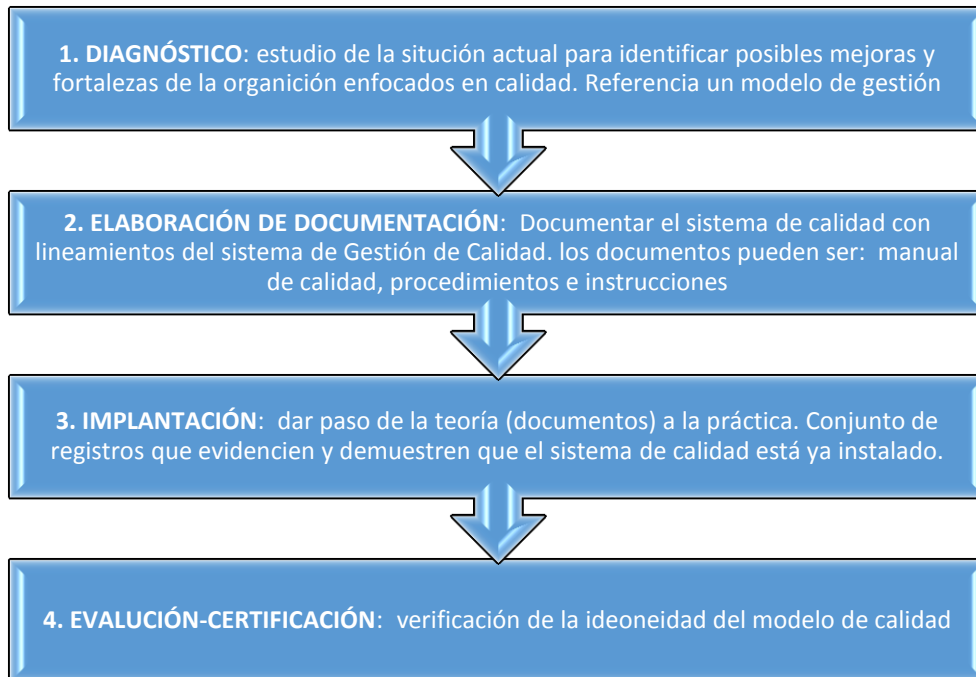 1. DIAGNÓSTICO: estudio de la situción actual para identificar posibles mejoras y
fortalezas de la organición enfocados en calidad. Referencia un modelo de gestión
2. ELABORACIÓN DE DOCUMENTACIÓN: Documentar el sistema de calidad con
lineamientos del sistema de Gestión de Calidad. los documentos pueden ser: manual
de calidad, procedimientos e instrucciones
3. IMPLANTACIÓN: dar paso de la teoría (documentos) a la práctica. Conjunto de
registros que evidencien y demuestren que el sistema de calidad está ya instalado.
4. EVALUCIÓN-CERTIFICACIÓN: verificación de la ideoneidad del modelo de calidad